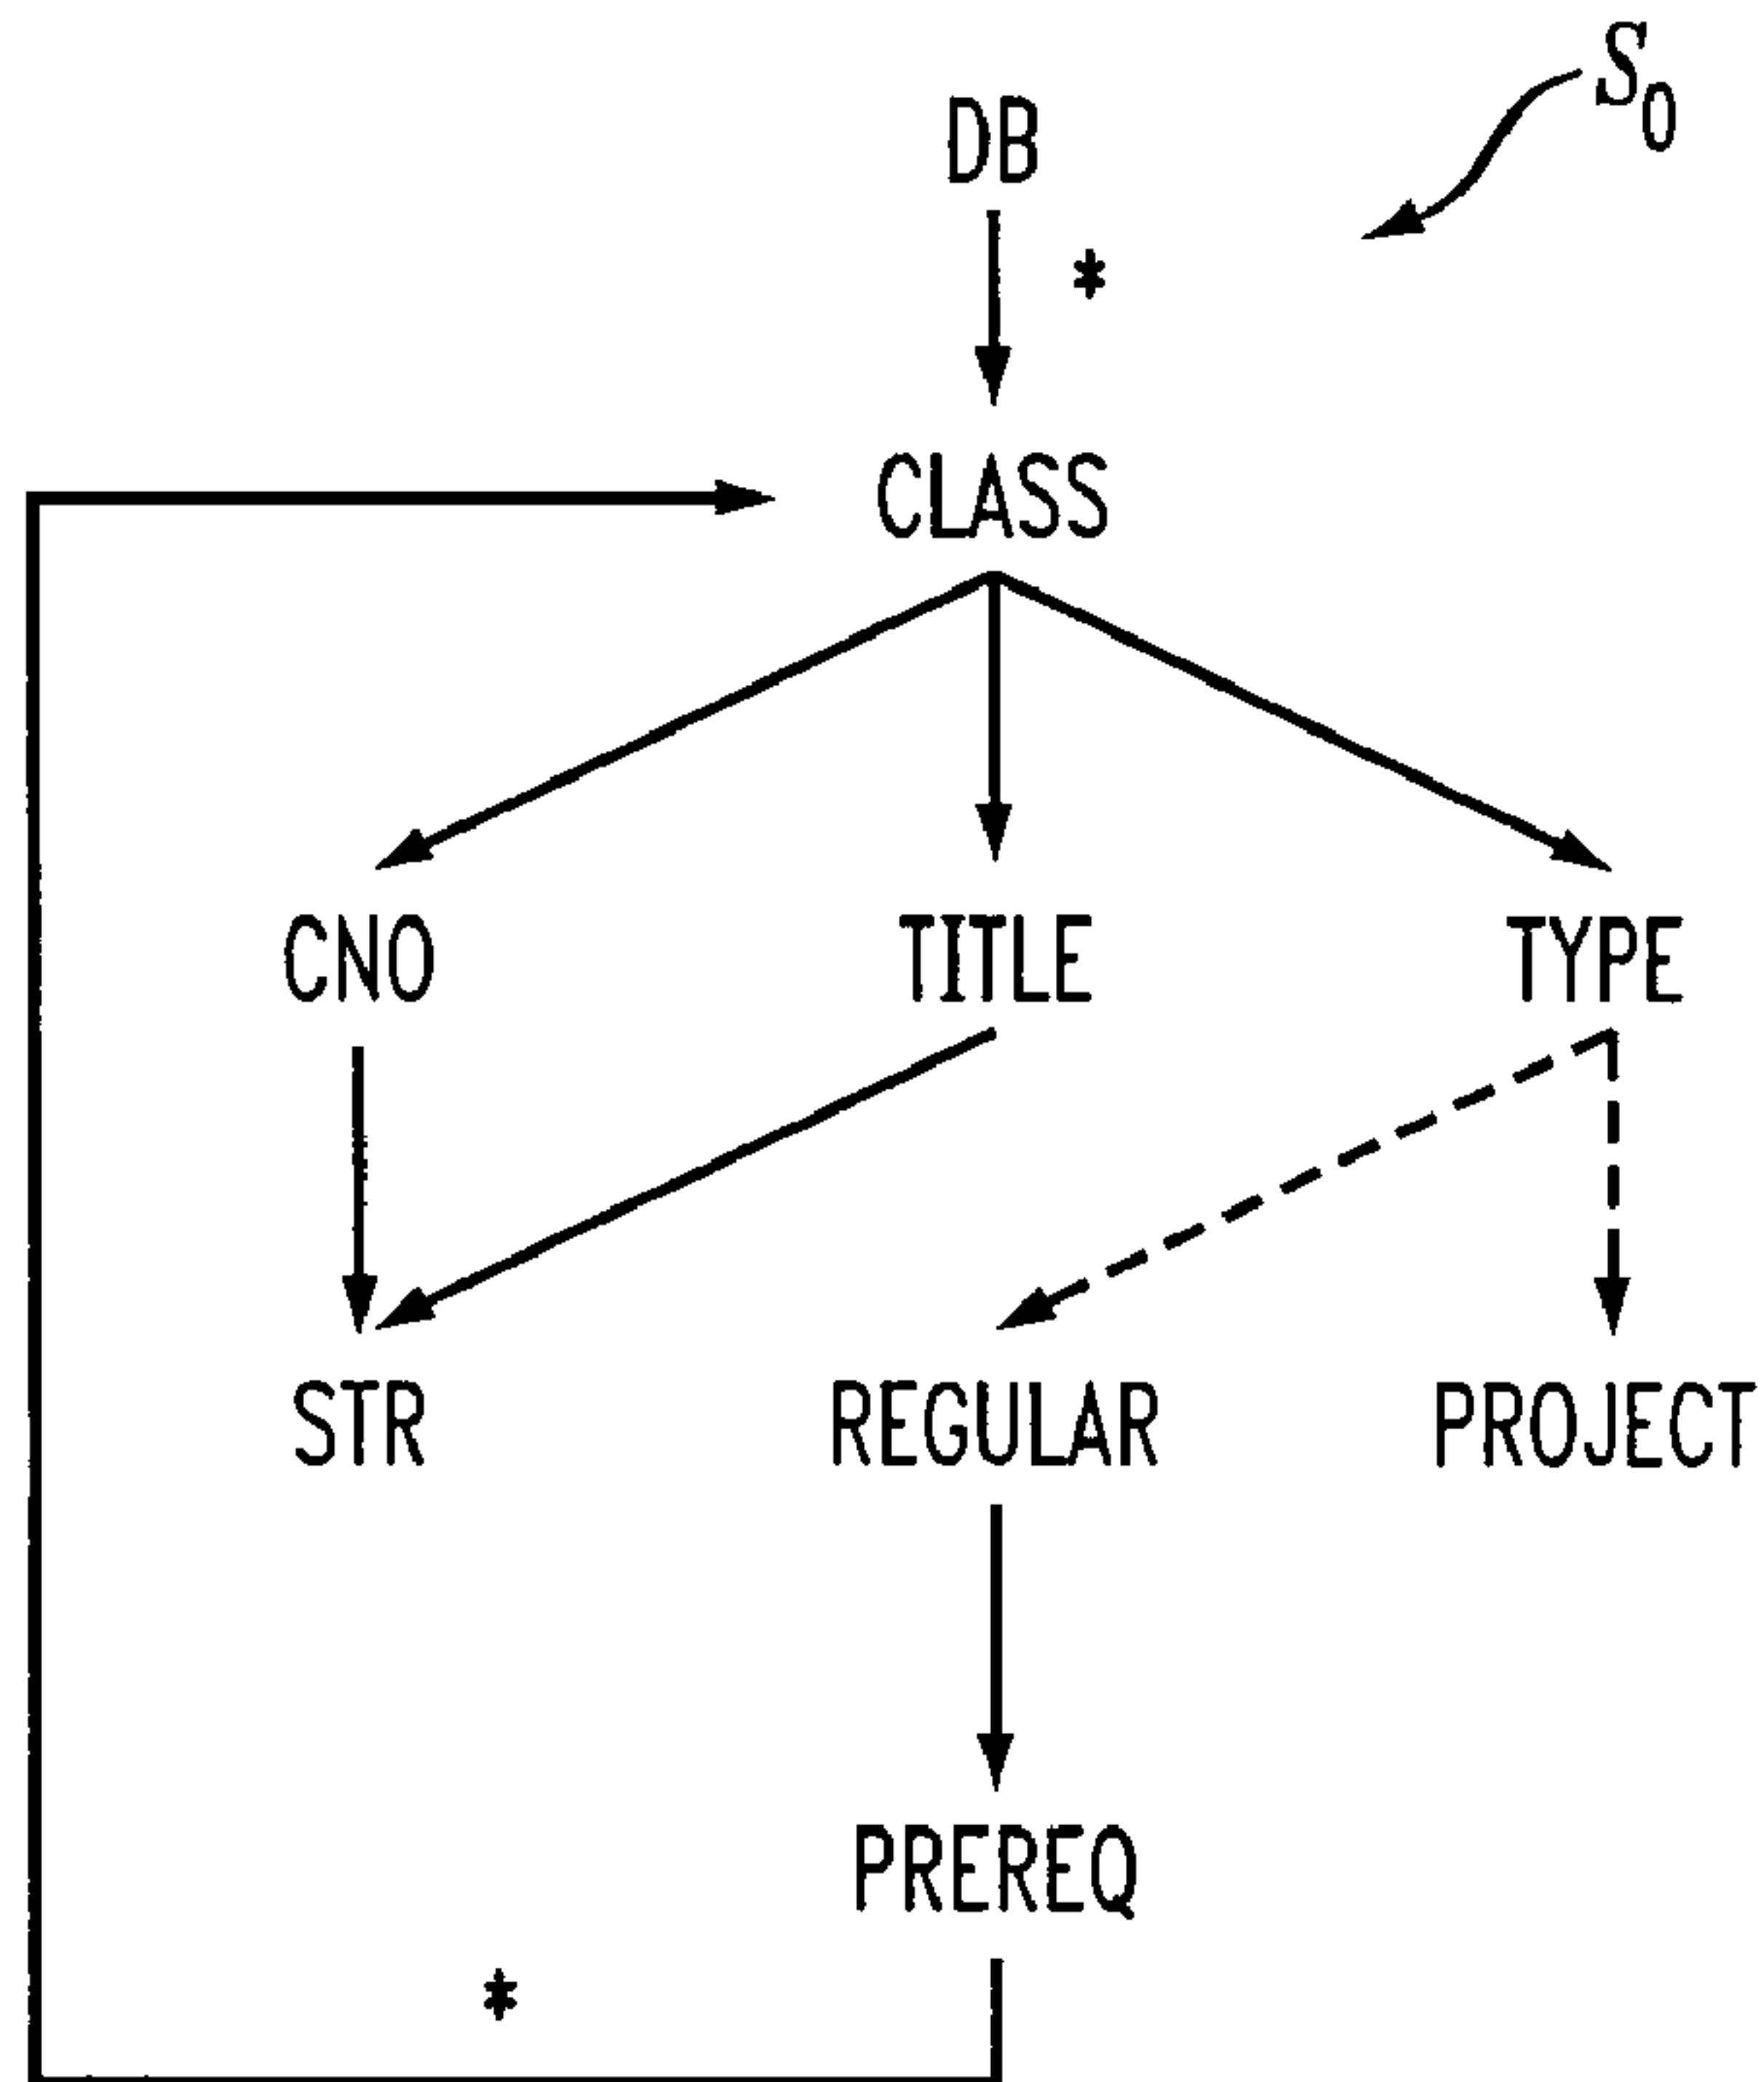 S0
DB
*
CLASS
CNO TITLE TYPE
STR REGULAR PROJECT
PREREQ
*